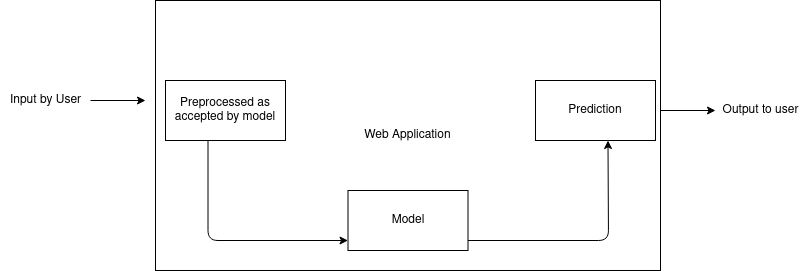 Input by User
Preprocessed as
accepted by model
Web Application
Model
Prediction
Output to user